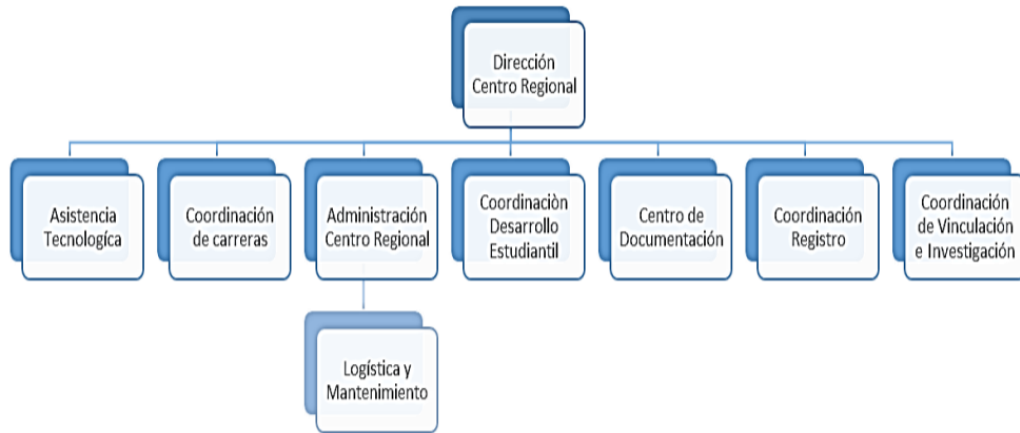 Dirección
Centro Regional
Asistencia
Tecnologíca
Coordinación
de carreras
Administración
Centro Regional
Coordinaciòn
Desarrollo
Estudiantil
Centro de
Documentación
Coordinación
Registro
Coordinación
de Vinculación
e Investigación
Logística y
Mantenimiento